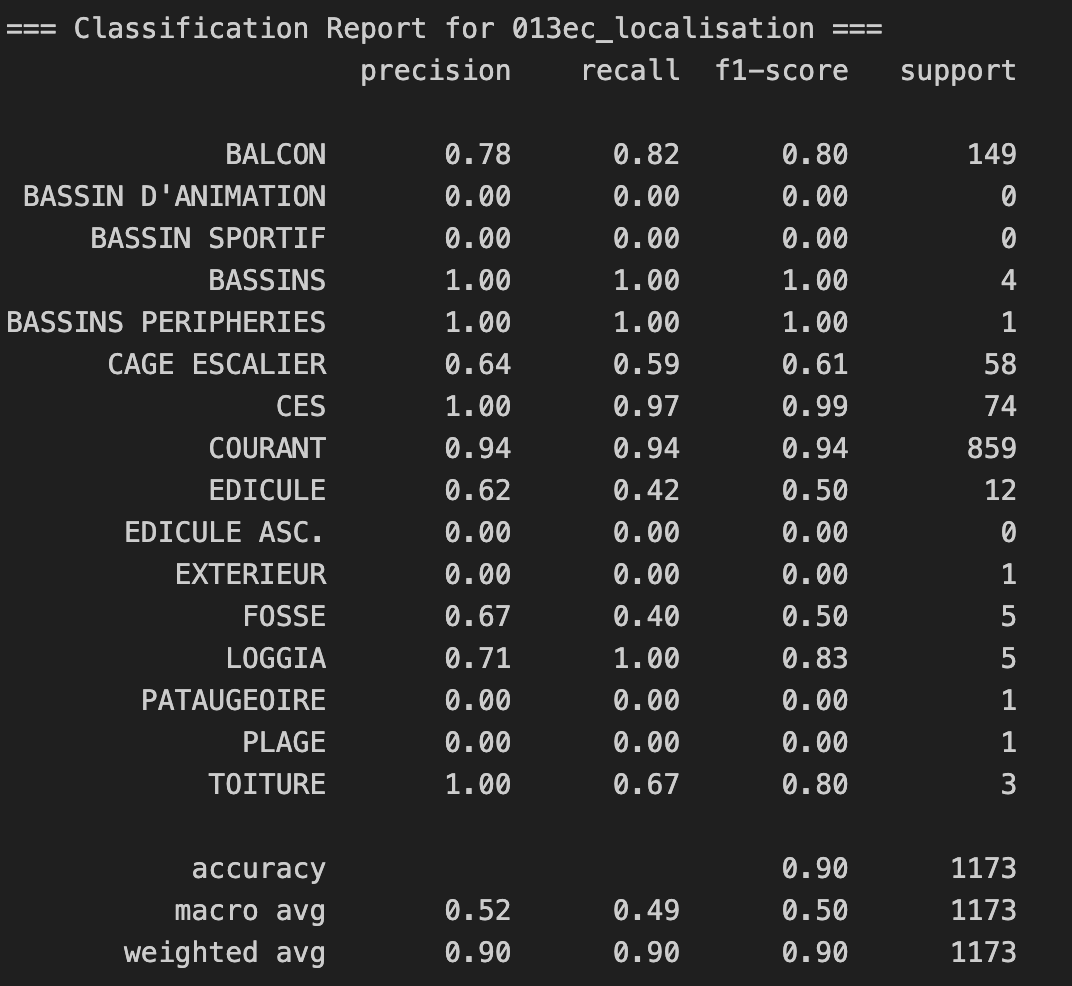 === Classification Report for 013ec_localisation ===
precision recall f1-score support
BALCON 0.78 0.82 0.80 149
BASSIN D'ANIMATION 0.00 0.00 0.00 0
BASSIN SPORTIF 0.00 0.00 0.00 0
BASSINS 1.00 1.00 1.00 4
BASSINS PERIPHERIES 1.00 1.00 1.00 1
CAGE ESCALIER 0.64 0.59 0.61 58
CES 1.00 0.97 0.99 74
COURANT 0.94 0.94 0.94 859
EDICULE 0.62 0.42 0.50 12
EDICULE ASC. 0.00 0.00 0.00 0
EXTERIEUR 0.00 0.00 0.00 1
FOSSE 0.67 0.40 0.50 5
LOGGIA 0.71 1.00 0.83 5
PATAUGEOIRE 0.00 0.00 0.00 1
PLAGE 0.00 0.00 0.00 1
TOITURE 1.00 0.67 0.80 3
accuracy 0.90 1173
macro avg 0.52 0.49 0.50 1173
weighted avg 0.90 0.90 0.90 1173